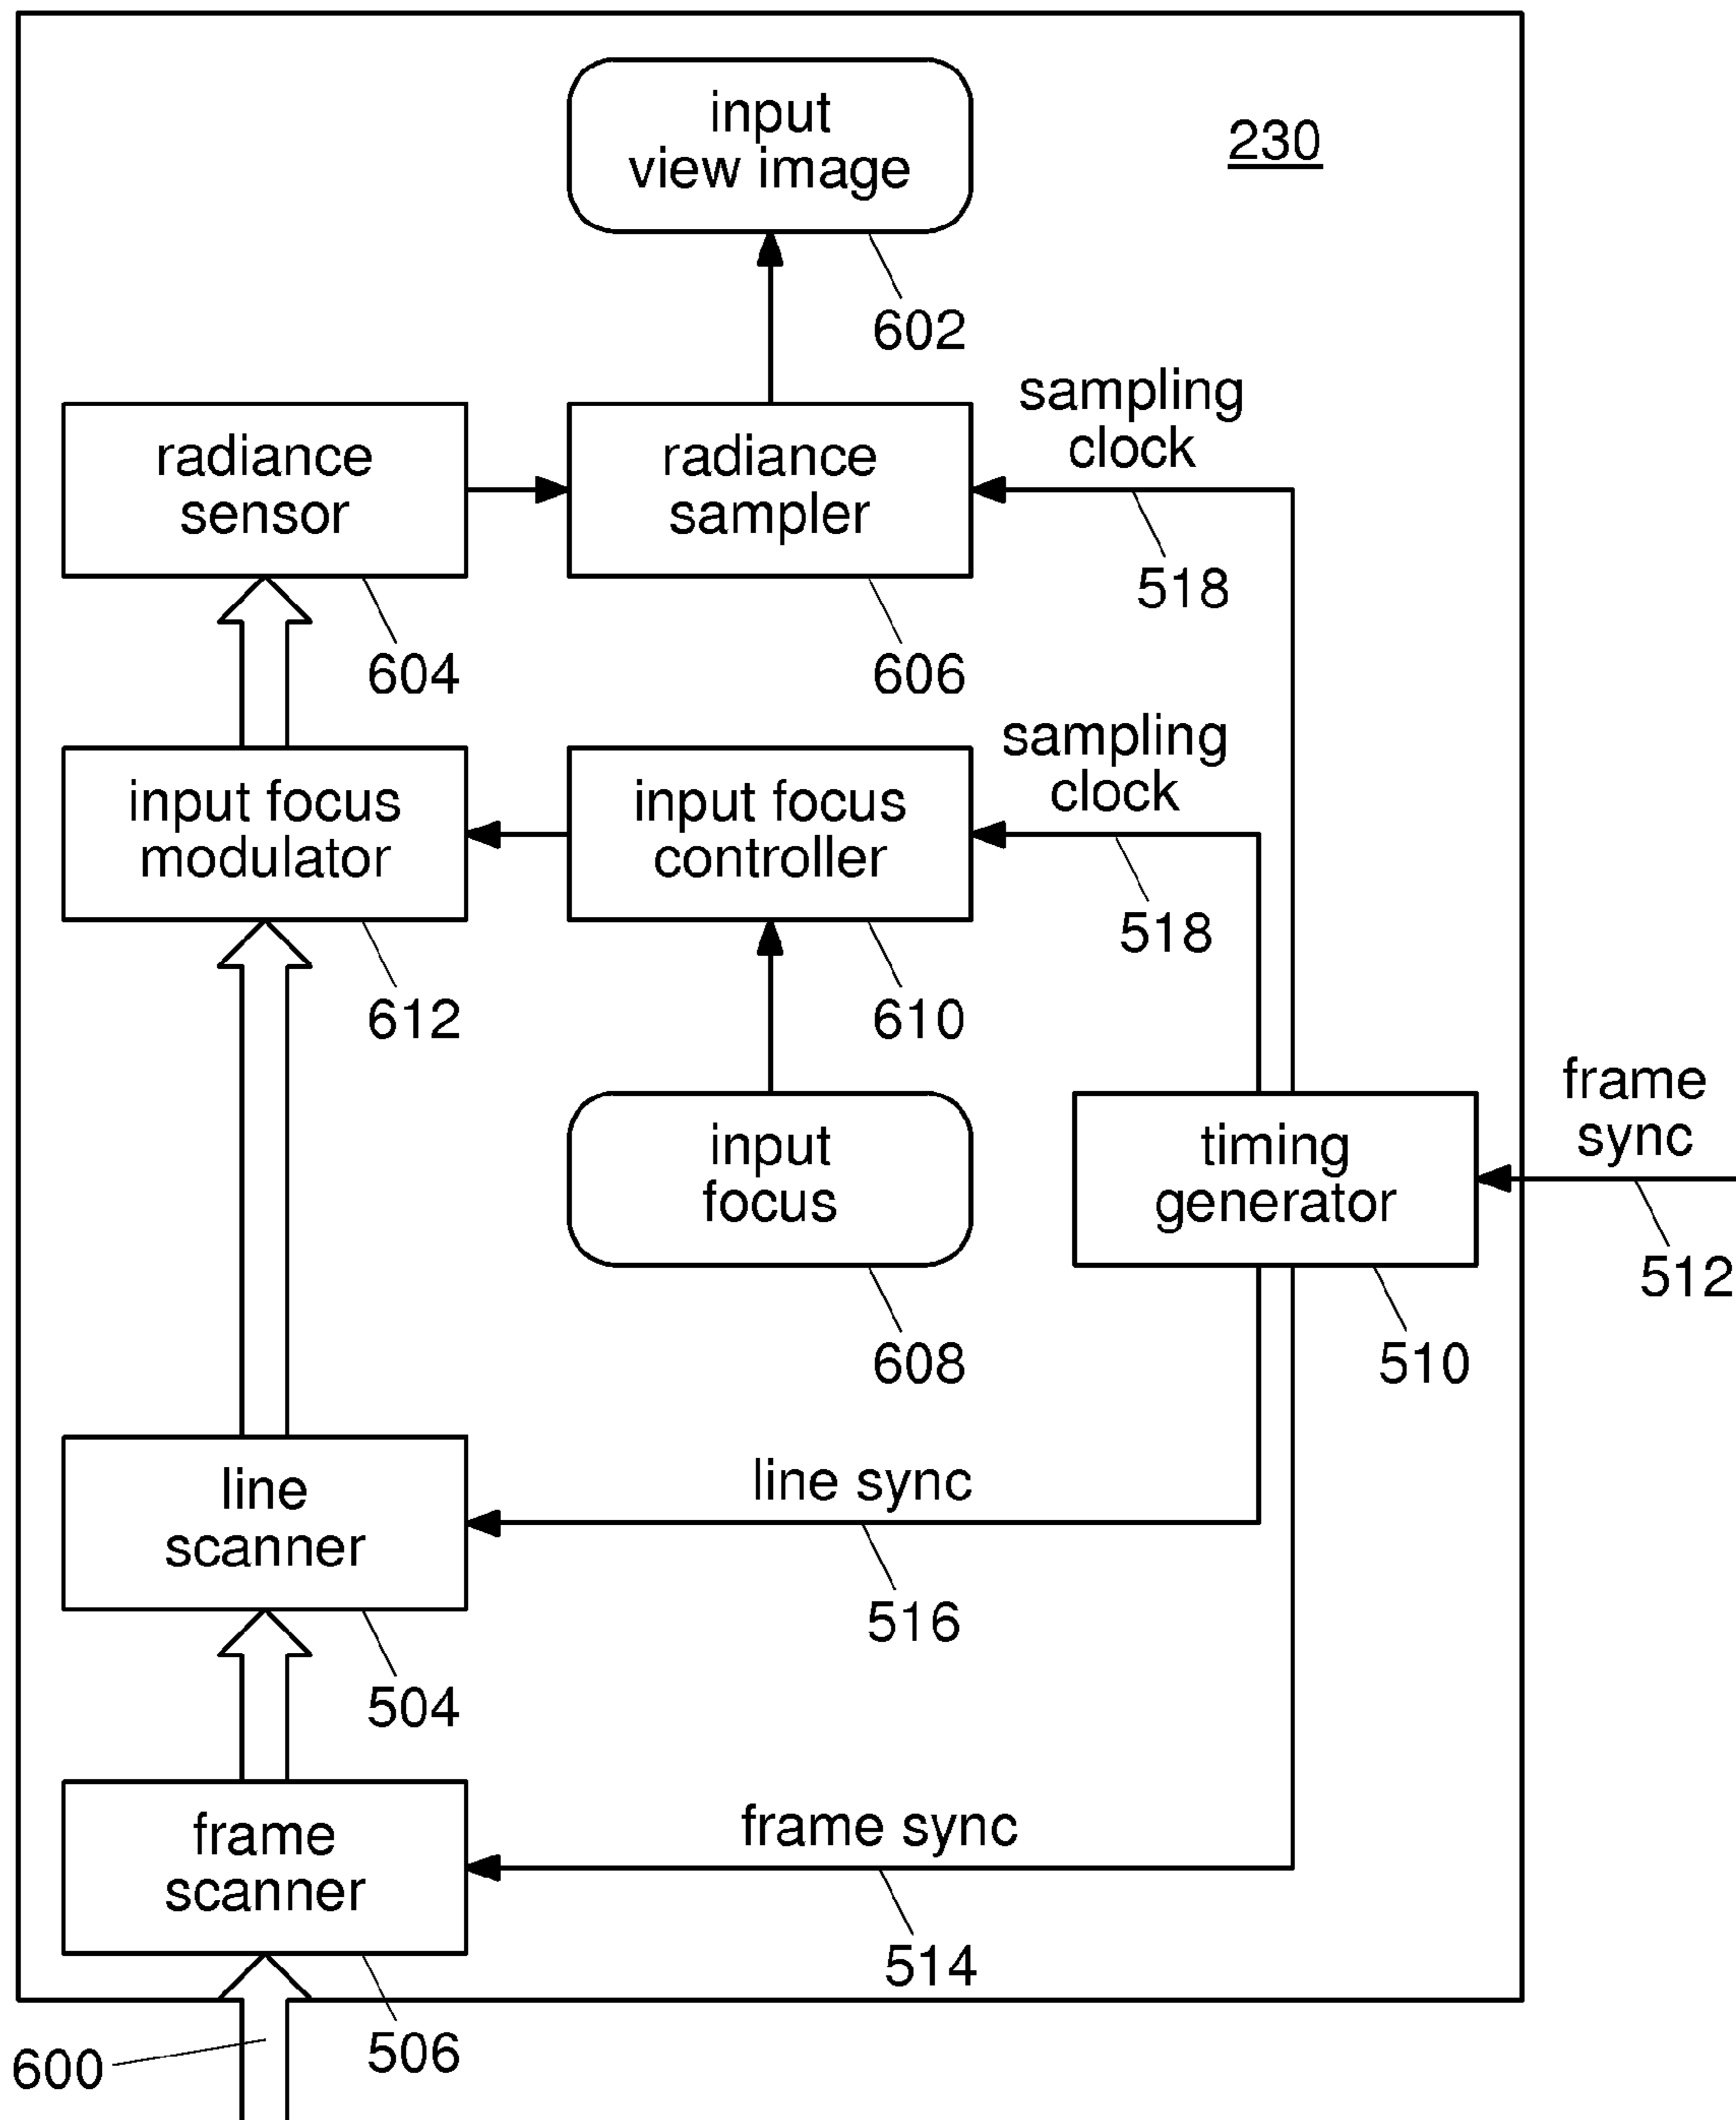 input
view image
230
602
sampling
clock
radiance
sensor
radiance
sampler
518
604
606
sampling
clock
input focus
modulator
input focus
controller
518
612
610
frame
sync
input
focus
timing
generator
512
608
510
line sync
line
scanner
516
504
frame sync
frame
scanner
514
506
600